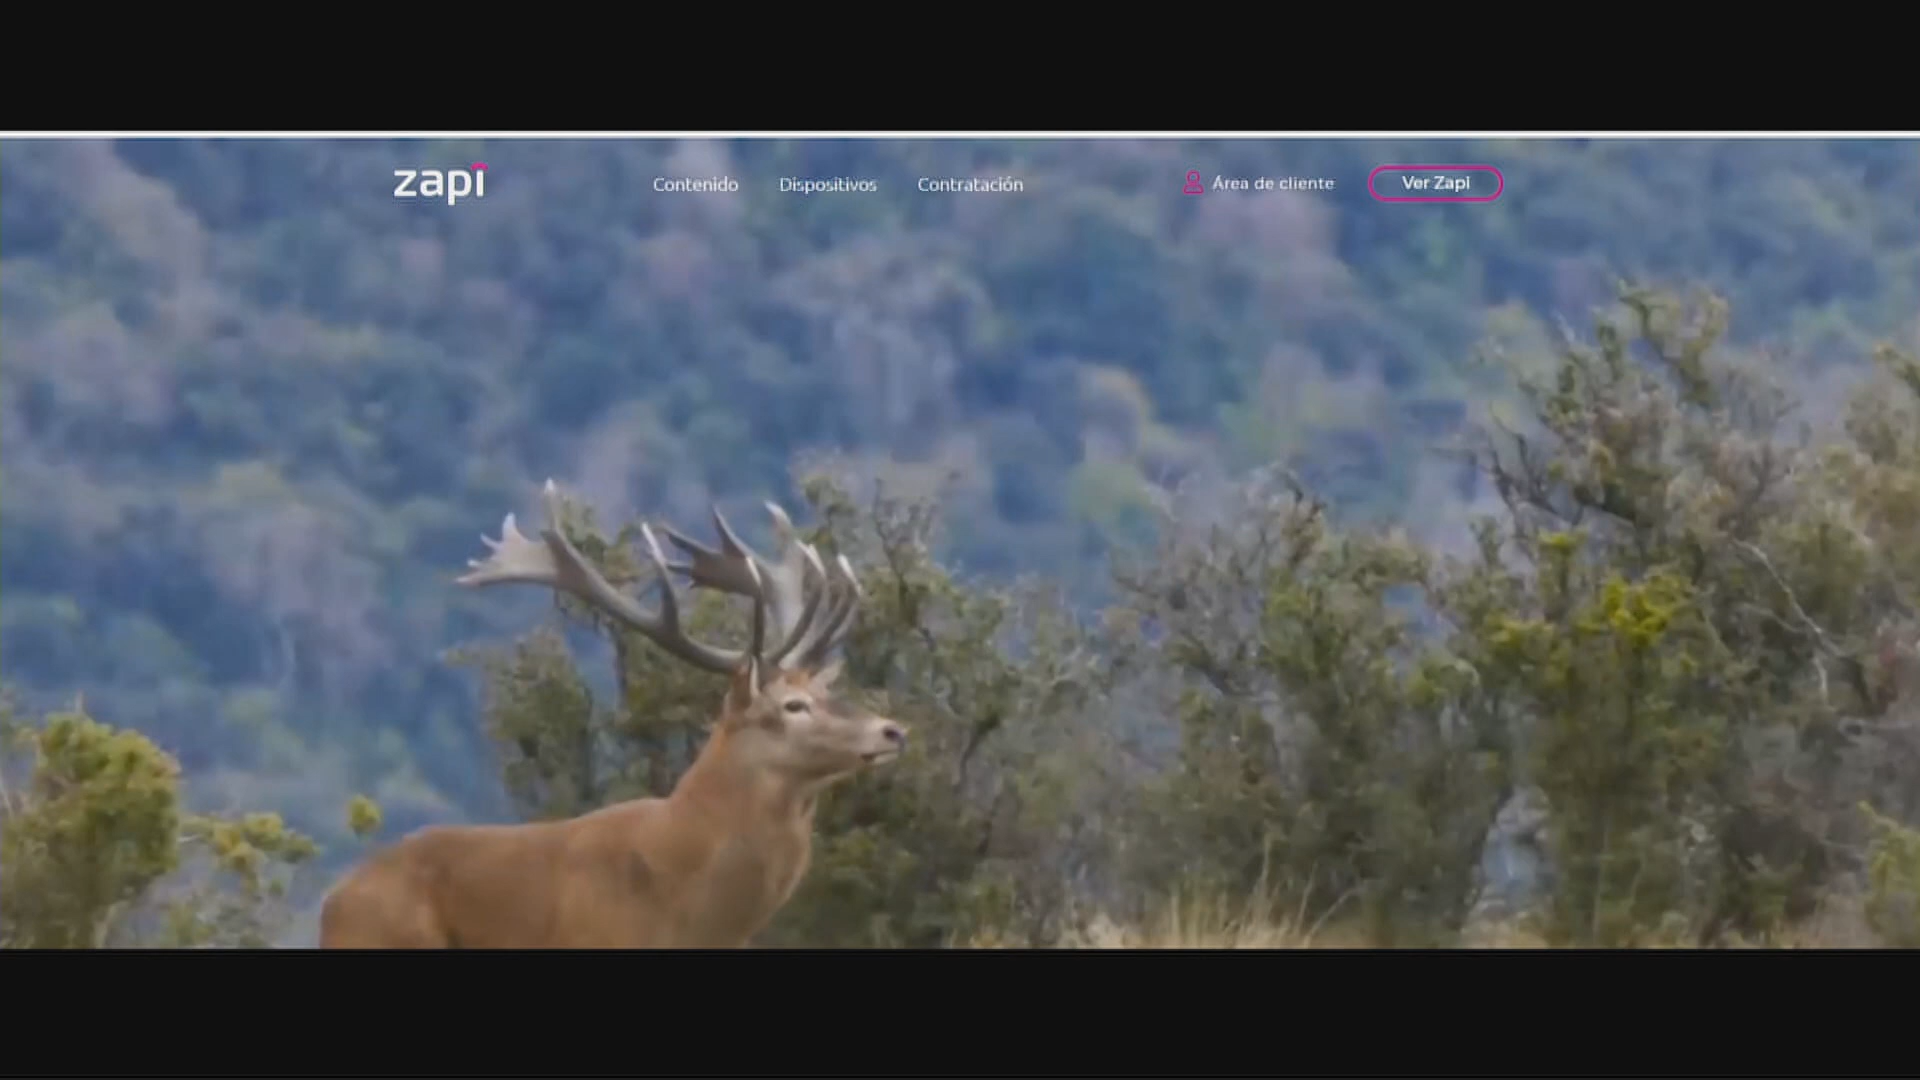 zapi
Contenido Dispositivos Contratación Área de cliente Ver Zapi